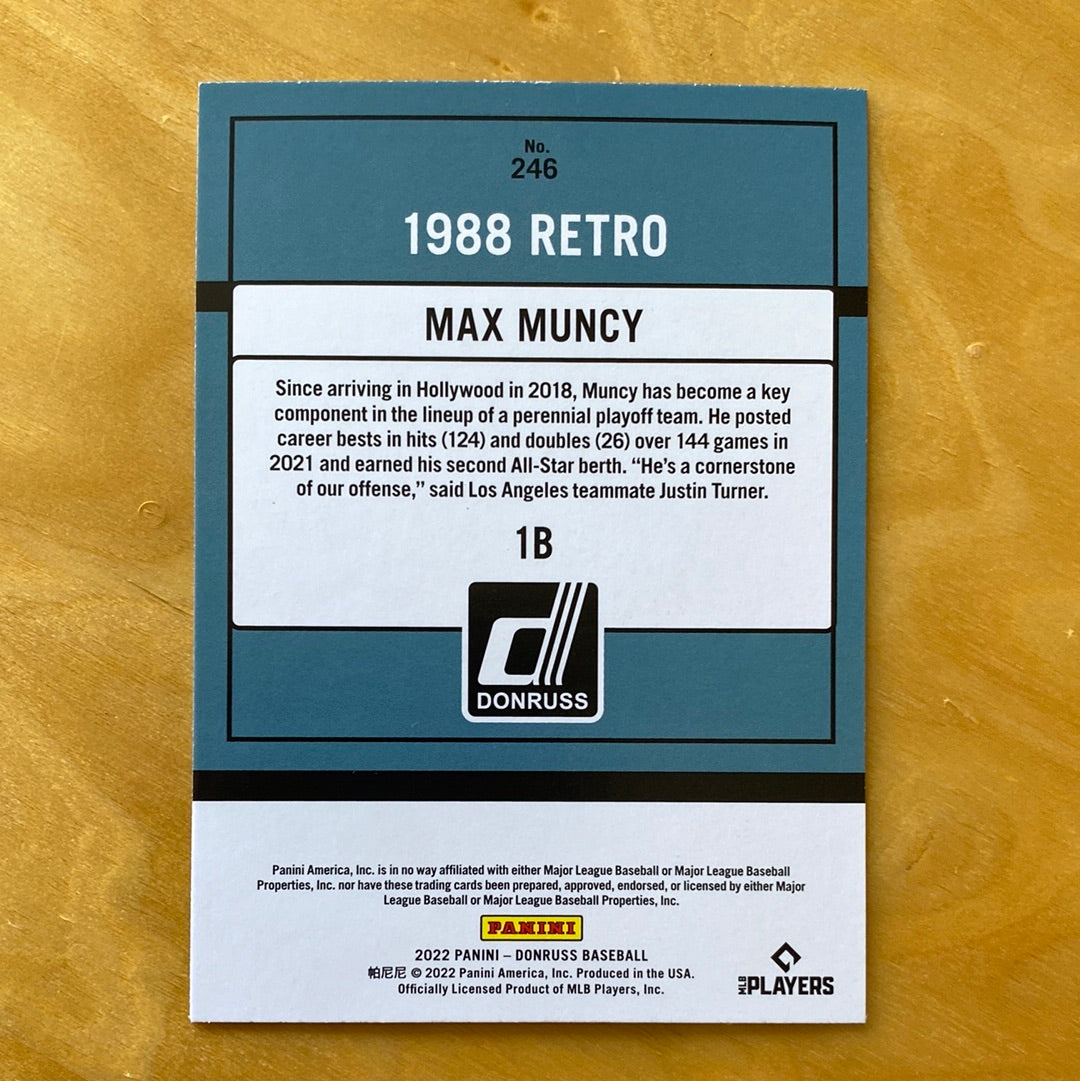 No.
246
1988 RETRO
MAX MUNCY
Since arriving in Hollywood in 2018, Muncy has become a key
component in the lineup of a perennial playoff team. He posted
career bests in hits (124) and doubles (26) over 144 games in
2021 and earned his second All-Star berth. “He’s a cornerstone
of our offense,” said Los Angeles teammate Justin Turner.
1B
DONRUSS
Panini America, Inc. is in no way affiliated with either Major League Baseball or Major League Baseball
Properties, Inc. nor have these trading cards been prepared, approved, endorsed, or licensed by either Major
League Baseball or Major League Baseball Properties, Inc.
PANINI
2022 PANINI – DONRUSS BASEBALL
帕尼尼 © 2022 Panini America, Inc. Produced in the USA.
Officially Licensed Product of MLB Players, Inc.
MLB PLAYERS